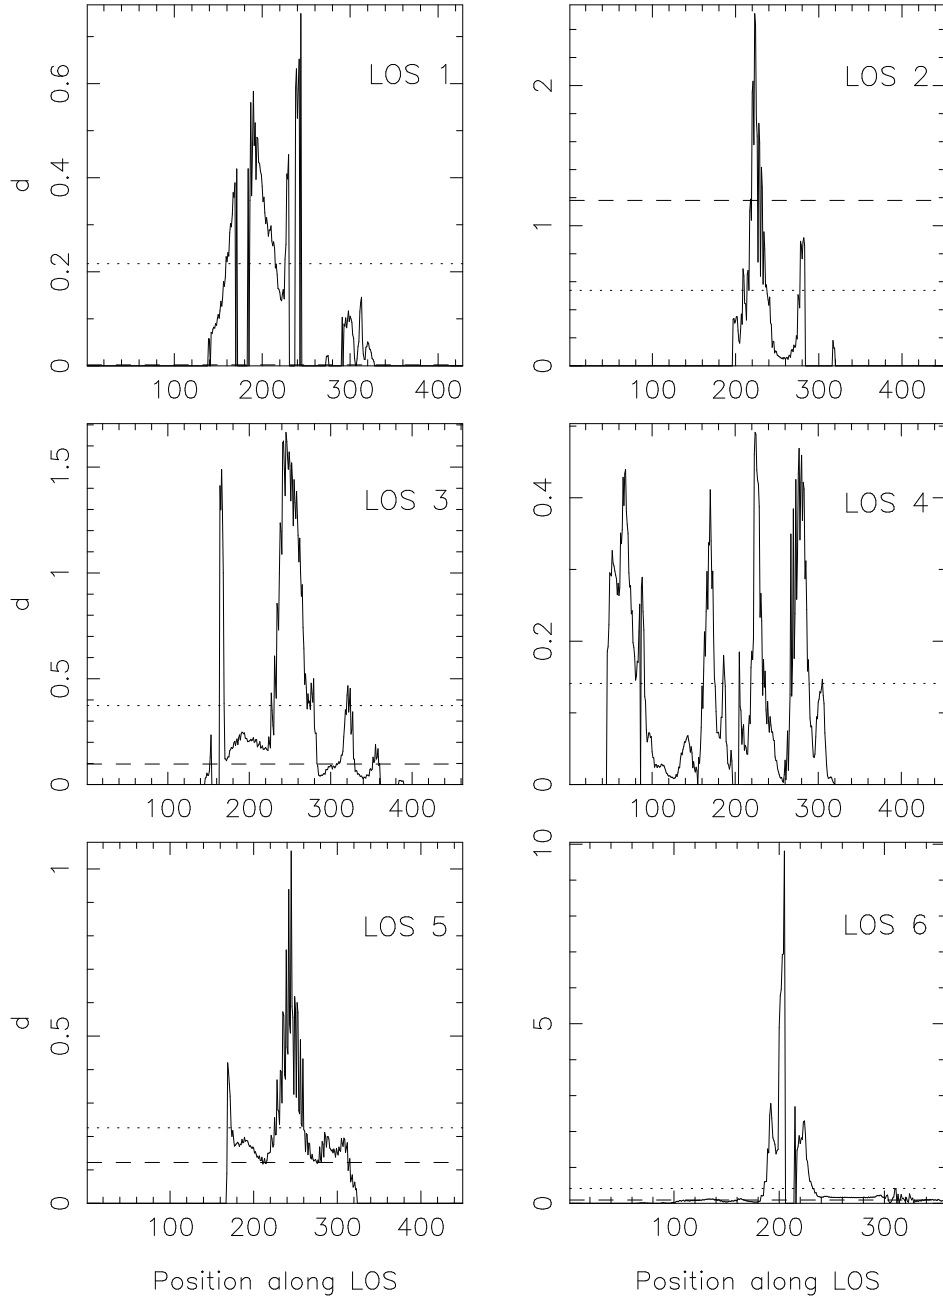 LOS 1
d
0 0.2 0.4 0.6
100 200 300 400
LOS 2
0 1 2
100 200 300 400
LOS 3
d
0 0.5 1 1.5
100 200 300 400
LOS 4
0 0.2 0.4
100 200 300 400
LOS 5
d
0 0.5 1
100 200 300 400
Position along LOS
LOS 6
0 5 10
100 200 300
Position along LOS